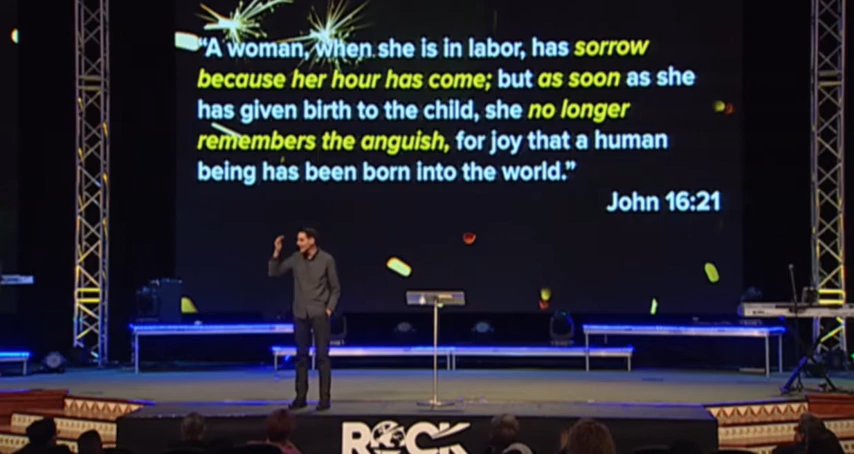 “A woman, when she is in labor, has sorrow
because her hour has come; but as soon as she
has given birth to the child, she no longer
remembers the anguish, for joy that a human
being has been born into the world.”
John 16:21
ROCK